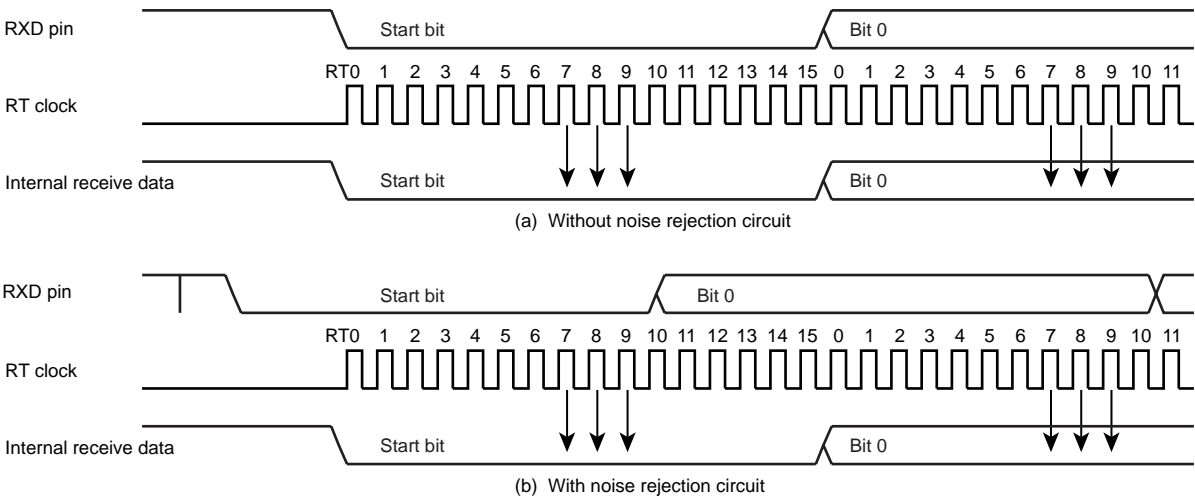 RXD pin Start bit Bit 0
RT0 1 2 3 4 5 6 7 8 9 10 11 12 13 14 15 0 1 2 3 4 5 6 7 8 9 10 11
RT clock
Internal receive data Start bit Bit 0
(a) Without noise rejection circuit
RXD pin Start bit Bit 0
RT0 1 2 3 4 5 6 7 8 9 10 11 12 13 14 15 0 1 2 3 4 5 6 7 8 9 10 11
RT clock
Internal receive data Start bit Bit 0
(b) With noise rejection circuit